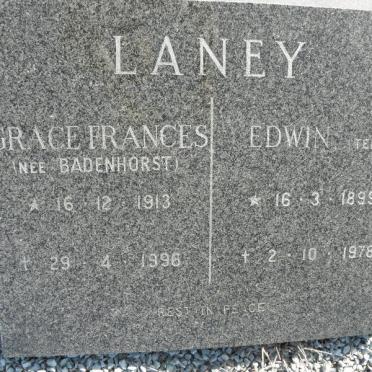 LANEY
GRACE FRANCES
(NEE BADENHORST)
★ 16 · 12 · 1913
† 29 · 4 · 1996
EDWIN
★ 16 · 3 · 1899
† 2 · 10 · 1978
REST IN PEACE